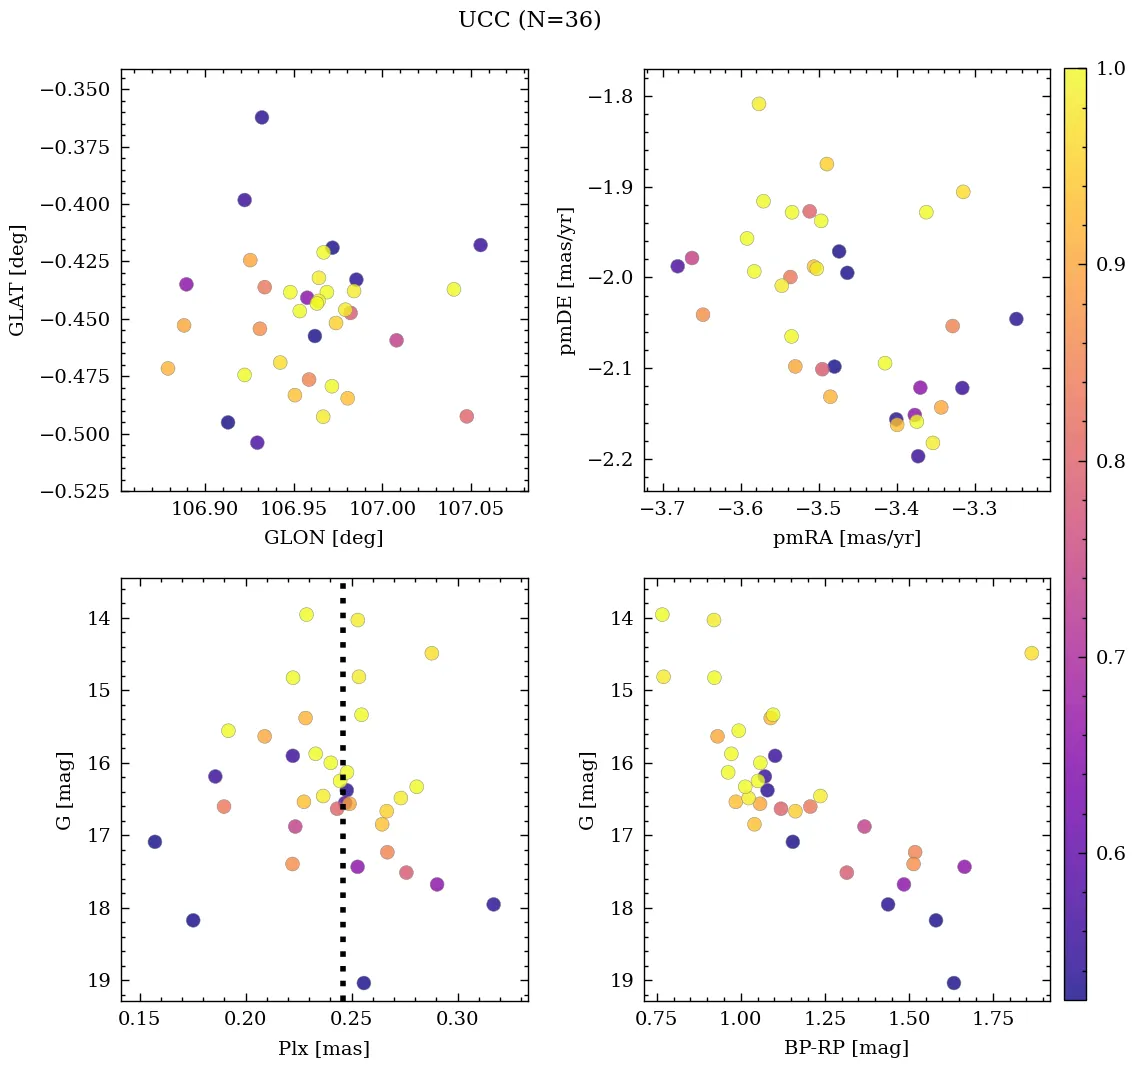 UCC (N=36)
−0.350
−0.375
−0.400
−0.425
−0.450
−0.475
−0.500
−0.525
GLAT [deg]
106.90 106.95 107.00 107.05
GLON [deg]
−1.8
−1.9
−2.0
−2.1
−2.2
pmDE [mas/yr]
−3.7 −3.6 −3.5 −3.4 −3.3
pmRA [mas/yr]
1.0
0.9
0.8
0.7
0.6
14
15
16
17
18
19
G [mag]
0.15 0.20 0.25 0.30
Plx [mas]
14
15
16
17
18
19
G [mag]
0.75 1.00 1.25 1.50 1.75
BP-RP [mag]